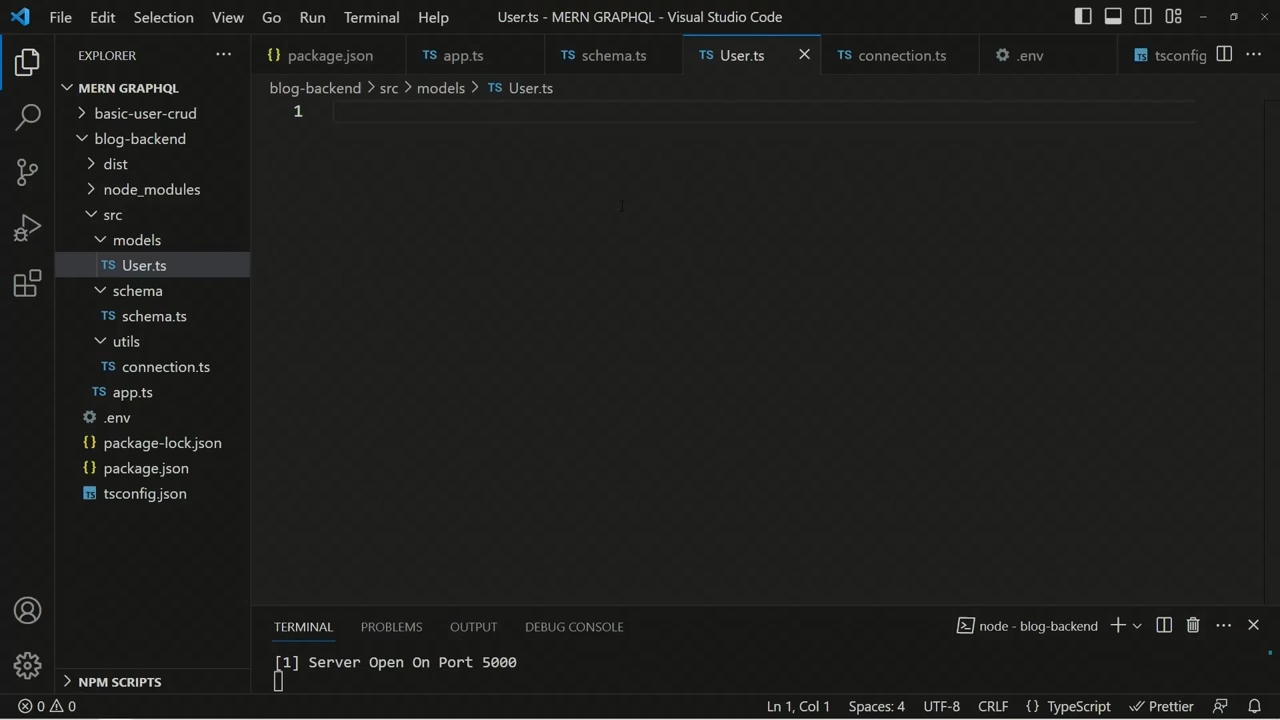 File Edit Selection View Go Run Terminal Help User.ts - MERN GRAPHQL - Visual Studio Code
EXPLORER
MERN GRAPHQL
basic-user-crud
blog-backend
dist
node_modules
src
models
TS User.ts
schema
TS schema.ts
utils
TS connection.ts
TS app.ts
.env
{} package-lock.json
{} package.json
TS tsconfig.json
NPM SCRIPTS
{} package.json TS app.ts TS schema.ts TS User.ts TS connection.ts .env TS tsconfig
blog-backend > src > models > TS User.ts
1
TERMINAL PROBLEMS OUTPUT DEBUG CONSOLE node - blog-backend
[1] Server Open On Port 5000
0 0 Ln 1, Col 1 Spaces: 4 UTF-8 CRLF {} TypeScript Prettier